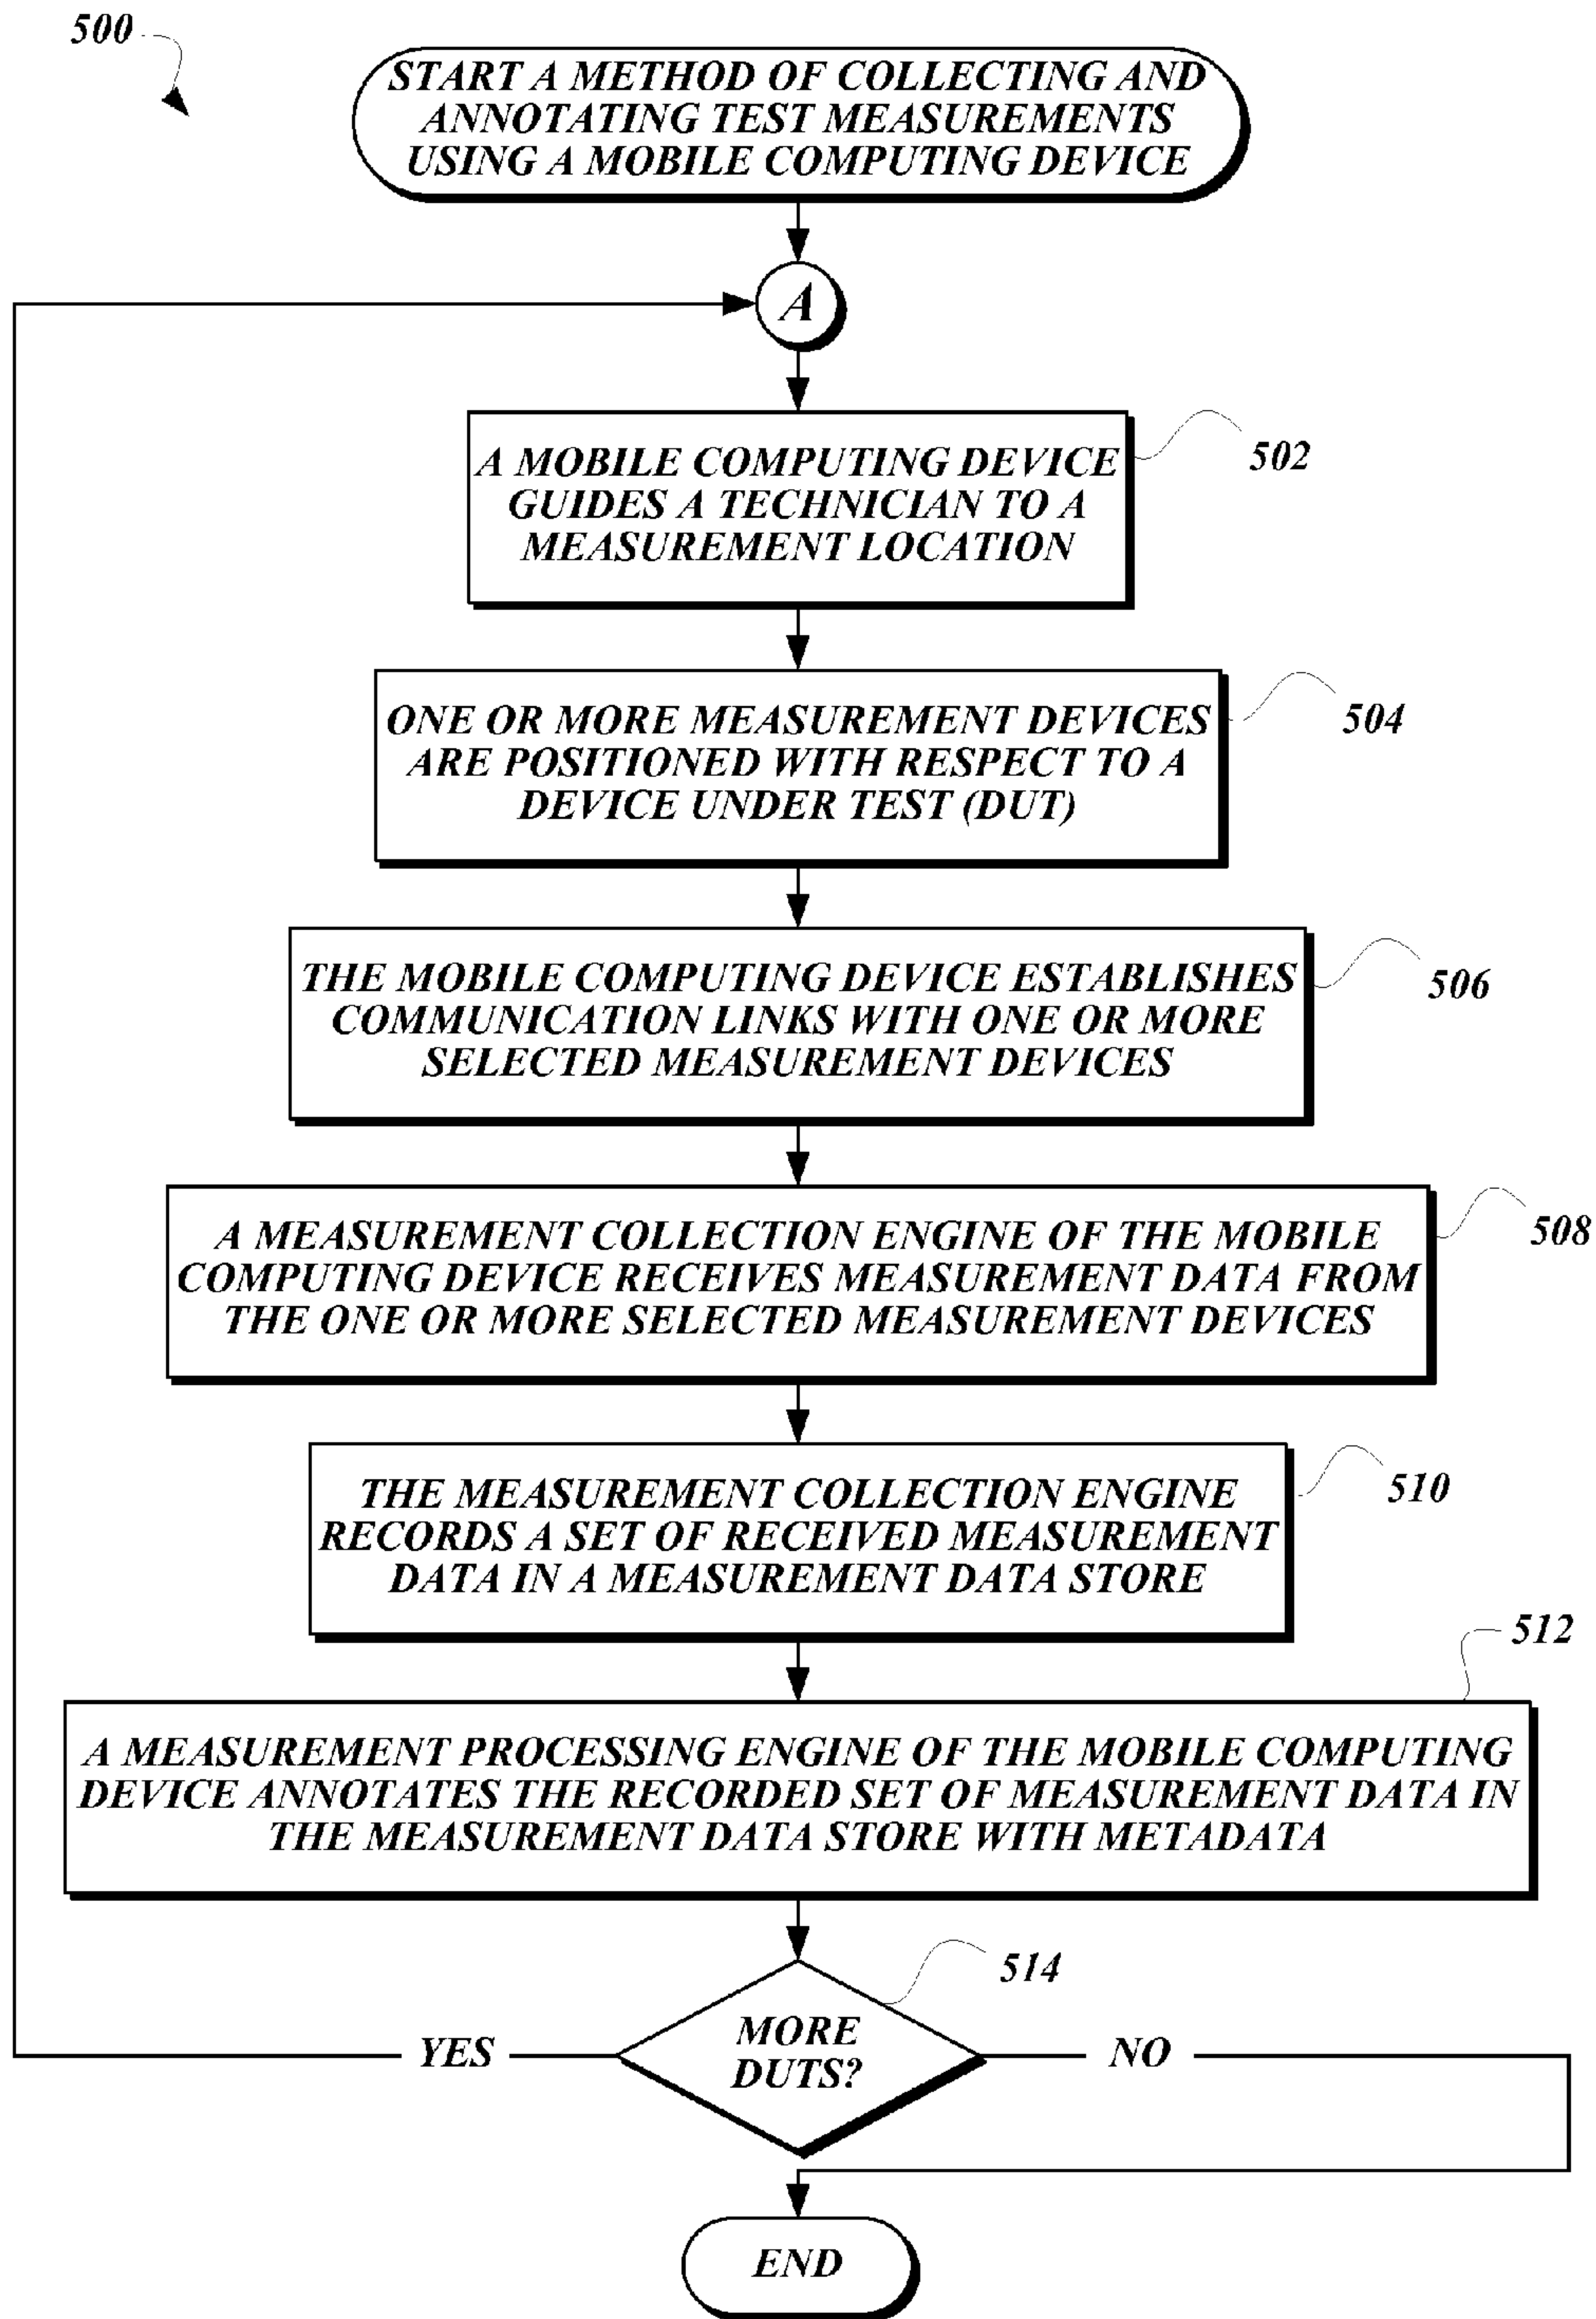 500
START A METHOD OF COLLECTING AND
ANNOTATING TEST MEASUREMENTS
USING A MOBILE COMPUTING DEVICE
A
A MOBILE COMPUTING DEVICE
GUIDES A TECHNICIAN TO A
MEASUREMENT LOCATION
502
ONE OR MORE MEASUREMENT DEVICES
ARE POSITIONED WITH RESPECT TO A
DEVICE UNDER TEST (DUT)
504
THE MOBILE COMPUTING DEVICE ESTABLISHES
COMMUNICATION LINKS WITH ONE OR MORE
SELECTED MEASUREMENT DEVICES
506
A MEASUREMENT COLLECTION ENGINE OF THE MOBILE
COMPUTING DEVICE RECEIVES MEASUREMENT DATA FROM
THE ONE OR MORE SELECTED MEASUREMENT DEVICES
508
THE MEASUREMENT COLLECTION ENGINE
RECORDS A SET OF RECEIVED MEASUREMENT
DATA IN A MEASUREMENT DATA STORE
510
512
A MEASUREMENT PROCESSING ENGINE OF THE MOBILE COMPUTING
DEVICE ANNOTATES THE RECORDED SET OF MEASUREMENT DATA IN
THE MEASUREMENT DATA STORE WITH METADATA
514
MORE
DUTS?
YES
NO
END